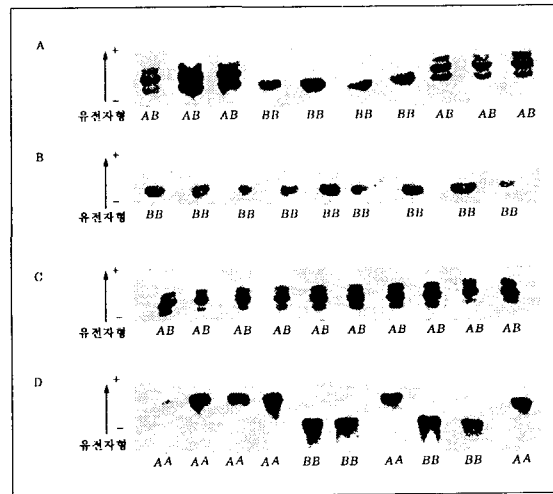 A
+
−
유전자형 AB AB AB BB BB BB BB AB AB AB
B
+
−
유전자형 BB BB BB BB BB BB BB BB BB
C
+
−
유전자형 AB AB AB AB AB AB AB AB AB AB
D
+
−
유전자형 AA AA AA AA BB BB AA BB BB AA